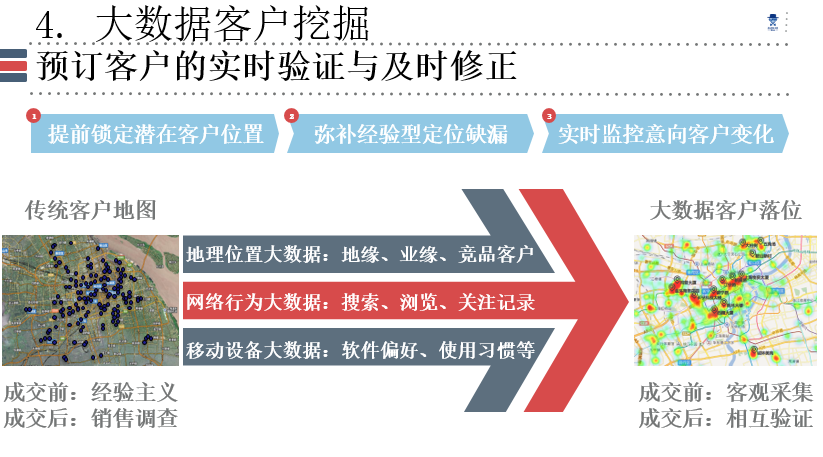 4. 大数据客户挖掘
预订客户的实时验证与及时修正
1 提前锁定潜在客户位置
2 弥补经验型定位缺漏
3 实时监控意向客户变化
传统客户地图
大数据客户落位
地理位置大数据：地缘、业缘、竞品客户
网络行为大数据：搜索、浏览、关注记录
移动设备大数据：软件偏好、使用习惯等
成交前：经验主义
成交后：销售调查
成交前：客观采集
成交后：相互验证